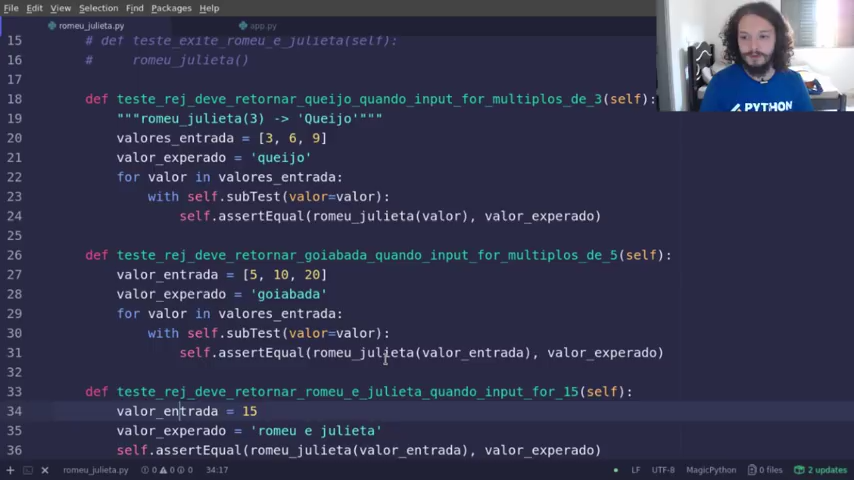 File Edit View Selection Find Packages Help
romeu_julieta.py app.py
15 # def teste_exite_romeu_e_julieta(self):
16 #     romeu_julieta()
17
18 def teste_rej_deve_retornar_queijo_quando_input_for_multiplos_de_3(self):
19 """romeu_julieta(3) -> 'Queijo'"""
20 valores_entrada = [3, 6, 9]
21 valor_experado = 'queijo'
22 for valor in valores_entrada:
23 with self.subTest(valor=valor):
24 self.assertEqual(romeu_julieta(valor), valor_experado)
25
26 def teste_rej_deve_retornar_goiabada_quando_input_for_multiplos_de_5(self):
27 valor_entrada = [5, 10, 20]
28 valor_experado = 'goiabada'
29 for valor in valores_entrada:
30 with self.subTest(valor=valor):
31 self.assertEqual(romeu_julieta(valor_entrada), valor_experado)
32
33 def teste_rej_deve_retornar_romeu_e_julieta_quando_input_for_15(self):
34 valor_entrada = 15
35 valor_experado = 'romeu e julieta'
36 self.assertEqual(romeu_julieta(valor_entrada), valor_experado)
romeu_julieta.py 0 0 0 34:17 LF UTF-8 MagicPython 0 files 2 updates
PYTHON